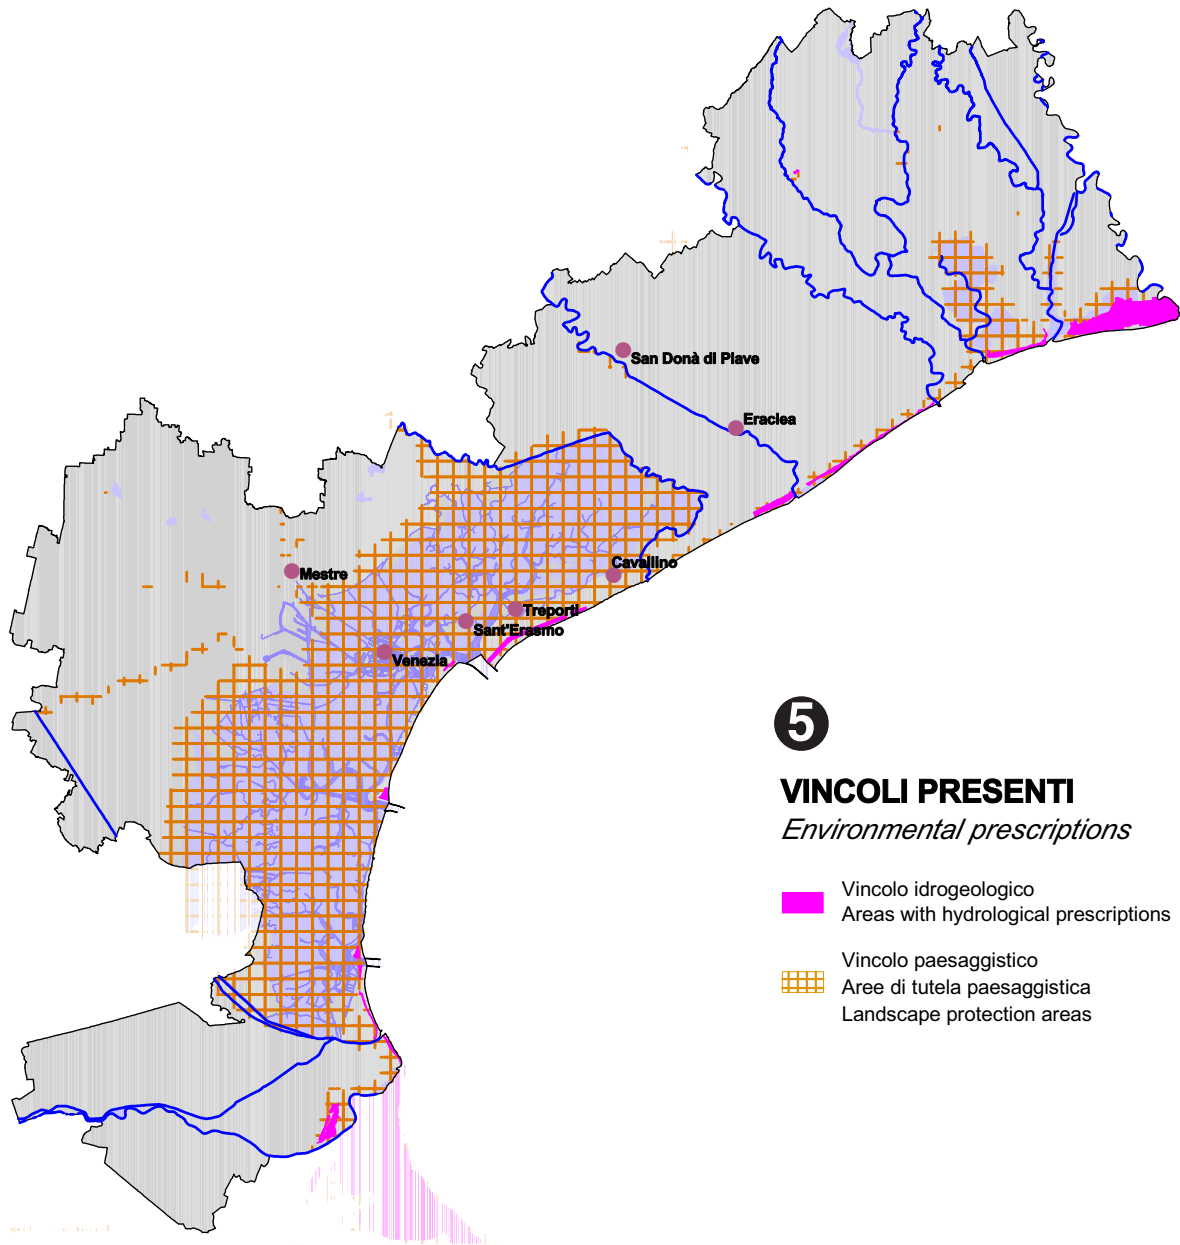 San Donà di Piave
Eraclea
Cavallino
Mestre
Treporti
Sant'Erasmo
Venezia
5
VINCOLI PRESENTI
Environmental prescriptions
Vincolo idrogeologico
Areas with hydrological prescriptions
Vincolo paesaggistico
Aree di tutela paesaggistica
Landscape protection areas